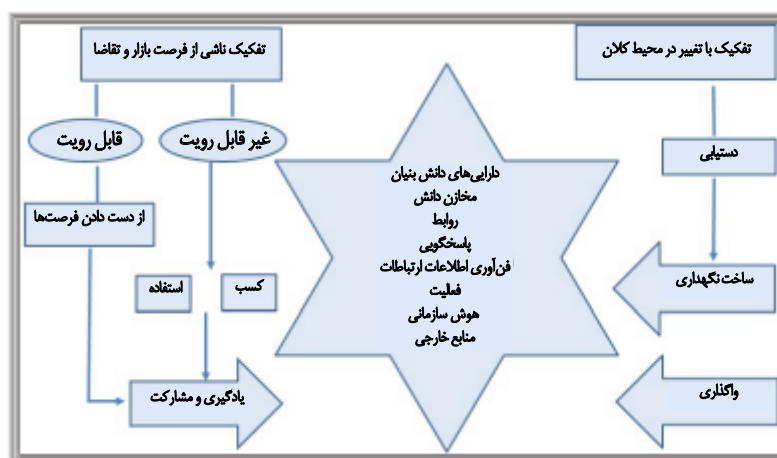 تفکیک با تغییر در محیط کلان
دستیابی
ساخت‌نگهداری
واگذاری
دارایی‌های دانش بنیان
مخازن دانش
روابط
پاسخگویی
فن‌آوری اطلاعات ارتباطات
فعالیت
هوش سازمانی
منابع خارجی
تفکیک ناشی از فرصت بازار و تقاضا
غیر قابل رویت
قابل رویت
از دست دادن فرصت‌ها
کسب
استفاده
یادگیری و مشارکت